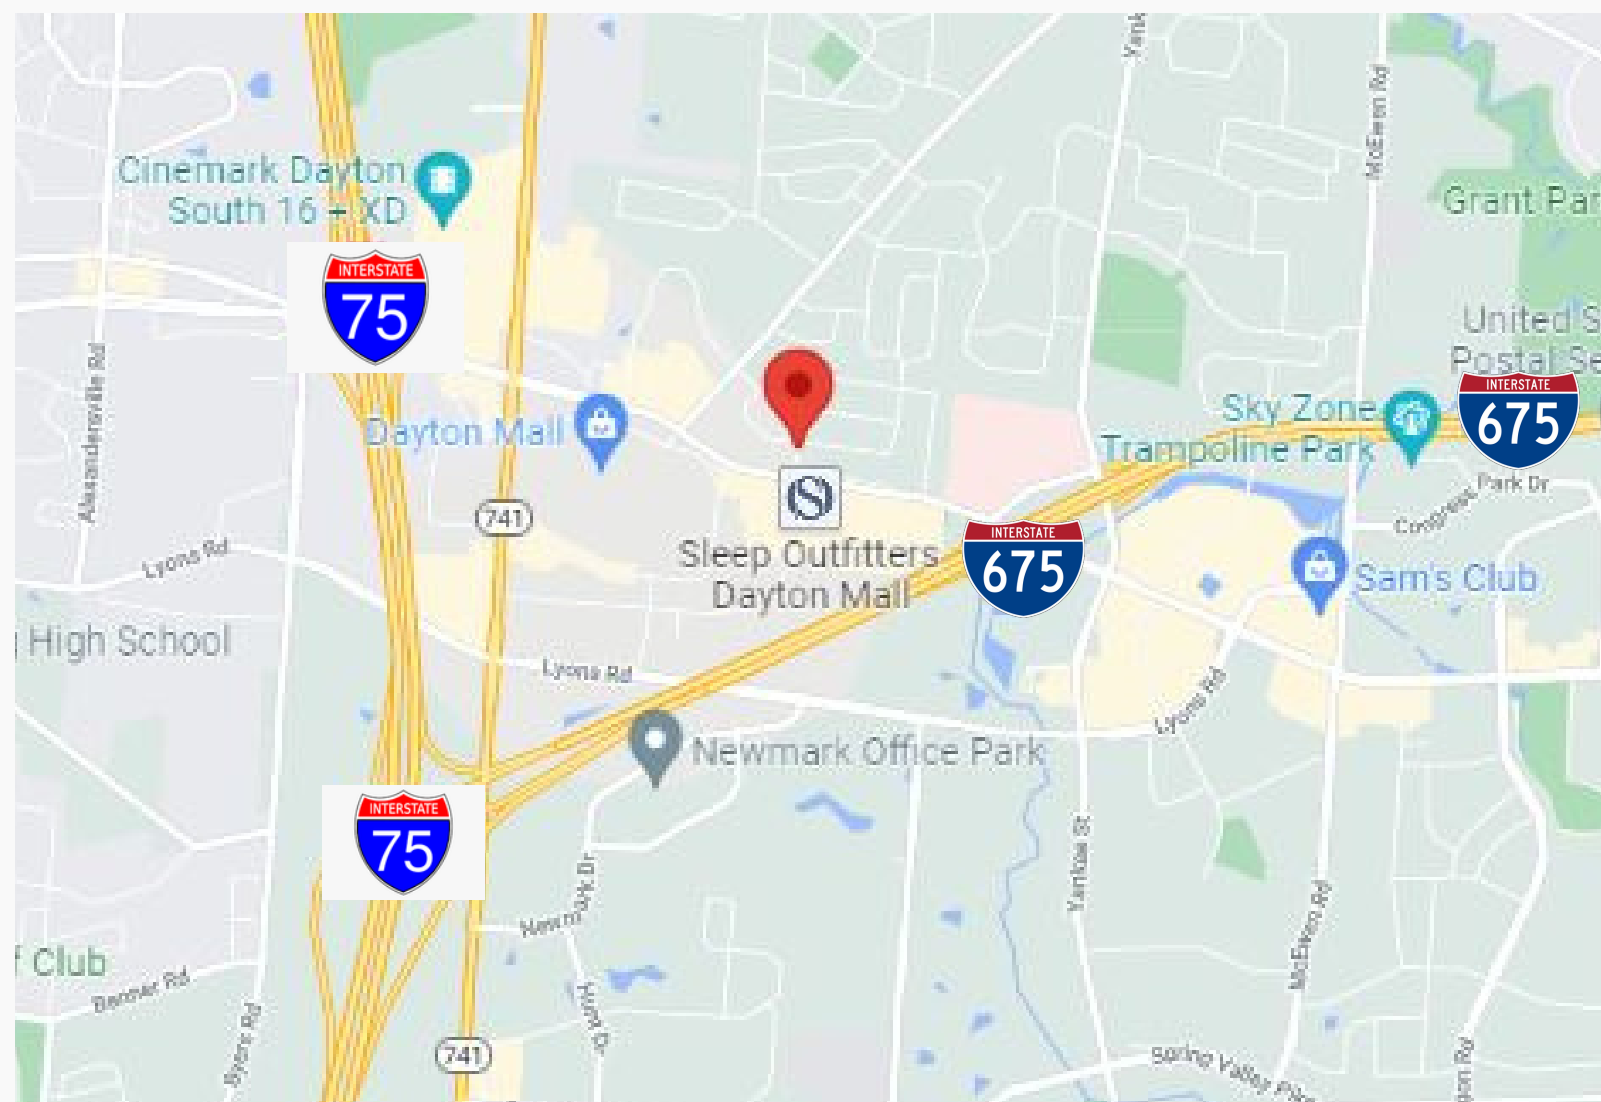 Yank
McEwen Rd
Cinemark Dayton
South 16 + XD
Grant Par
INTERSTATE
75
United S
Postal Se
Alexandersville Rd
INTERSTATE
675
Sky Zone
Trampoline Park
Dayton Mall
741
Park Dr
Congress
Sleep Outfitters
Dayton Mall
INTERSTATE
675
Lyons Rd
Sam's Club
High School
Lyons Rd
Lyons Rd
Newmark Office Park
INTERSTATE
75
Yankee St
Newmark Dr
McEwen Rd
f Club
Banner Rd
Byers Rd
741
Spring Valley Pike